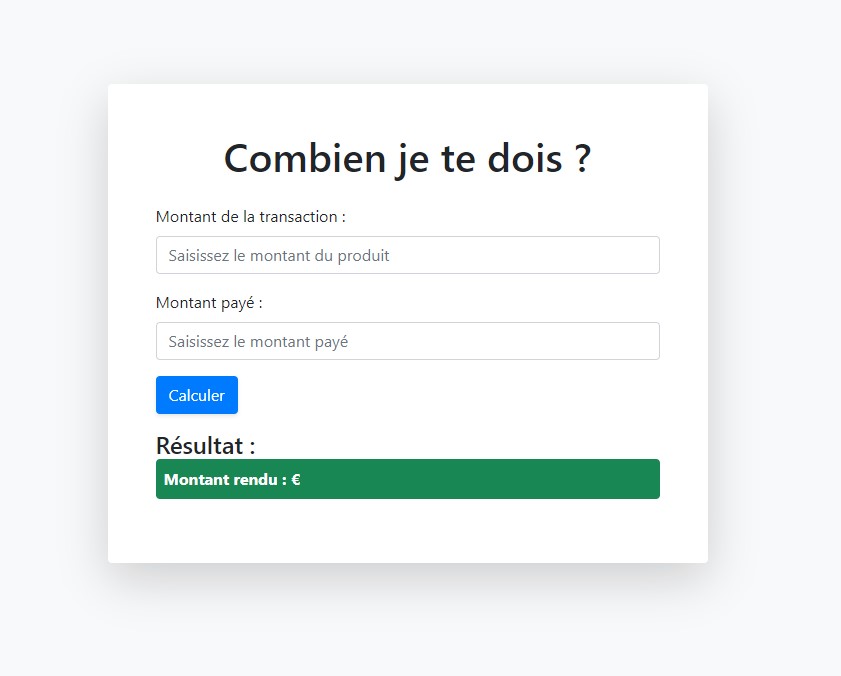 Combien je te dois ?
Montant de la transaction :
Saisissez le montant du produit
Montant payé :
Saisissez le montant payé
Calculer
Résultat :
Montant rendu : €